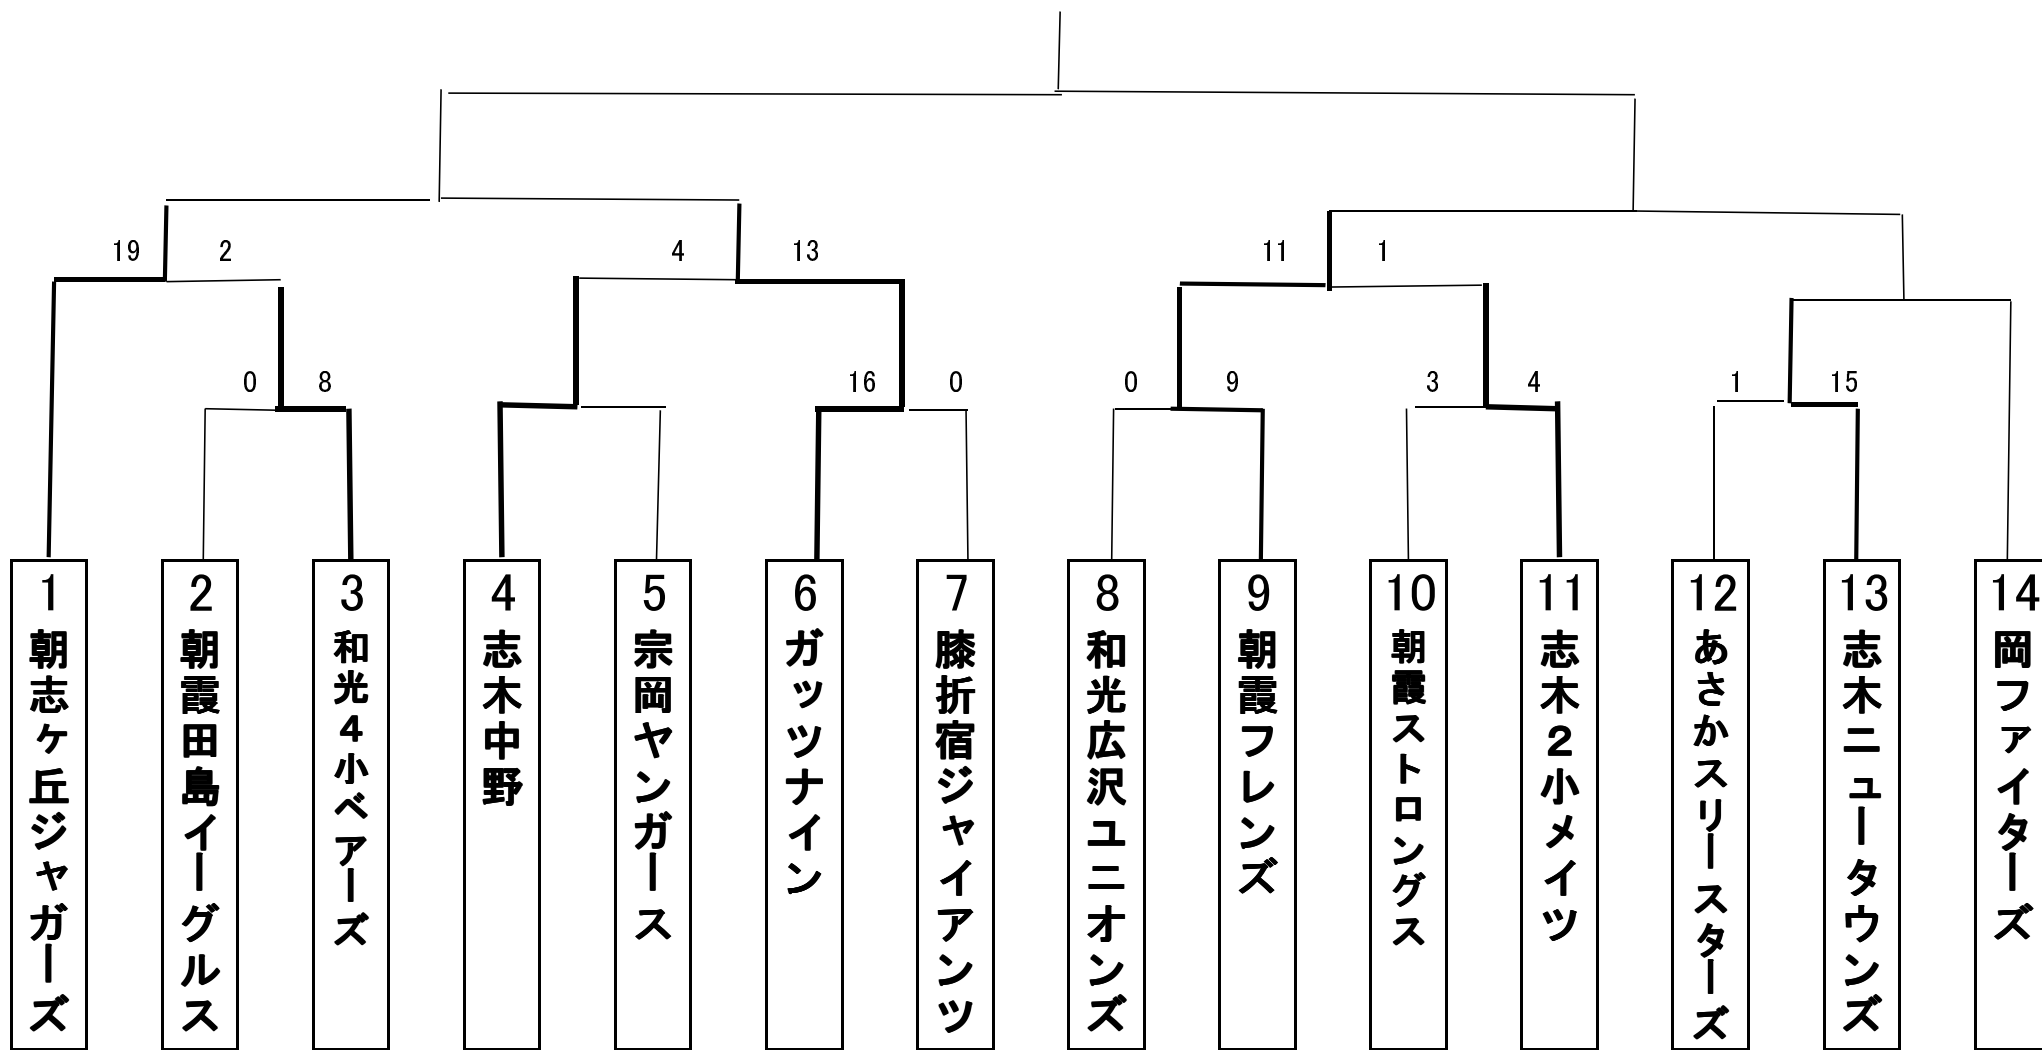 19 2 4 13 11 1
0 8 16 0 0 9 3 4 1 15
1 朝志ヶ丘ジャガーズ
2 朝霞田島イーグルス
3 和光4小ベアーズ
4 志木中野
5 宗岡ヤンガース
6 ガッツナイン
7 膝折宿ジャイアンツ
8 和光広沢ユニオンズ
9 朝霞フレンズ
10 朝霞ストロングス
11 志木2小メイツ
12 あさかスリースターズ
13 志木ニュータウンズ
14 岡ファイターズ